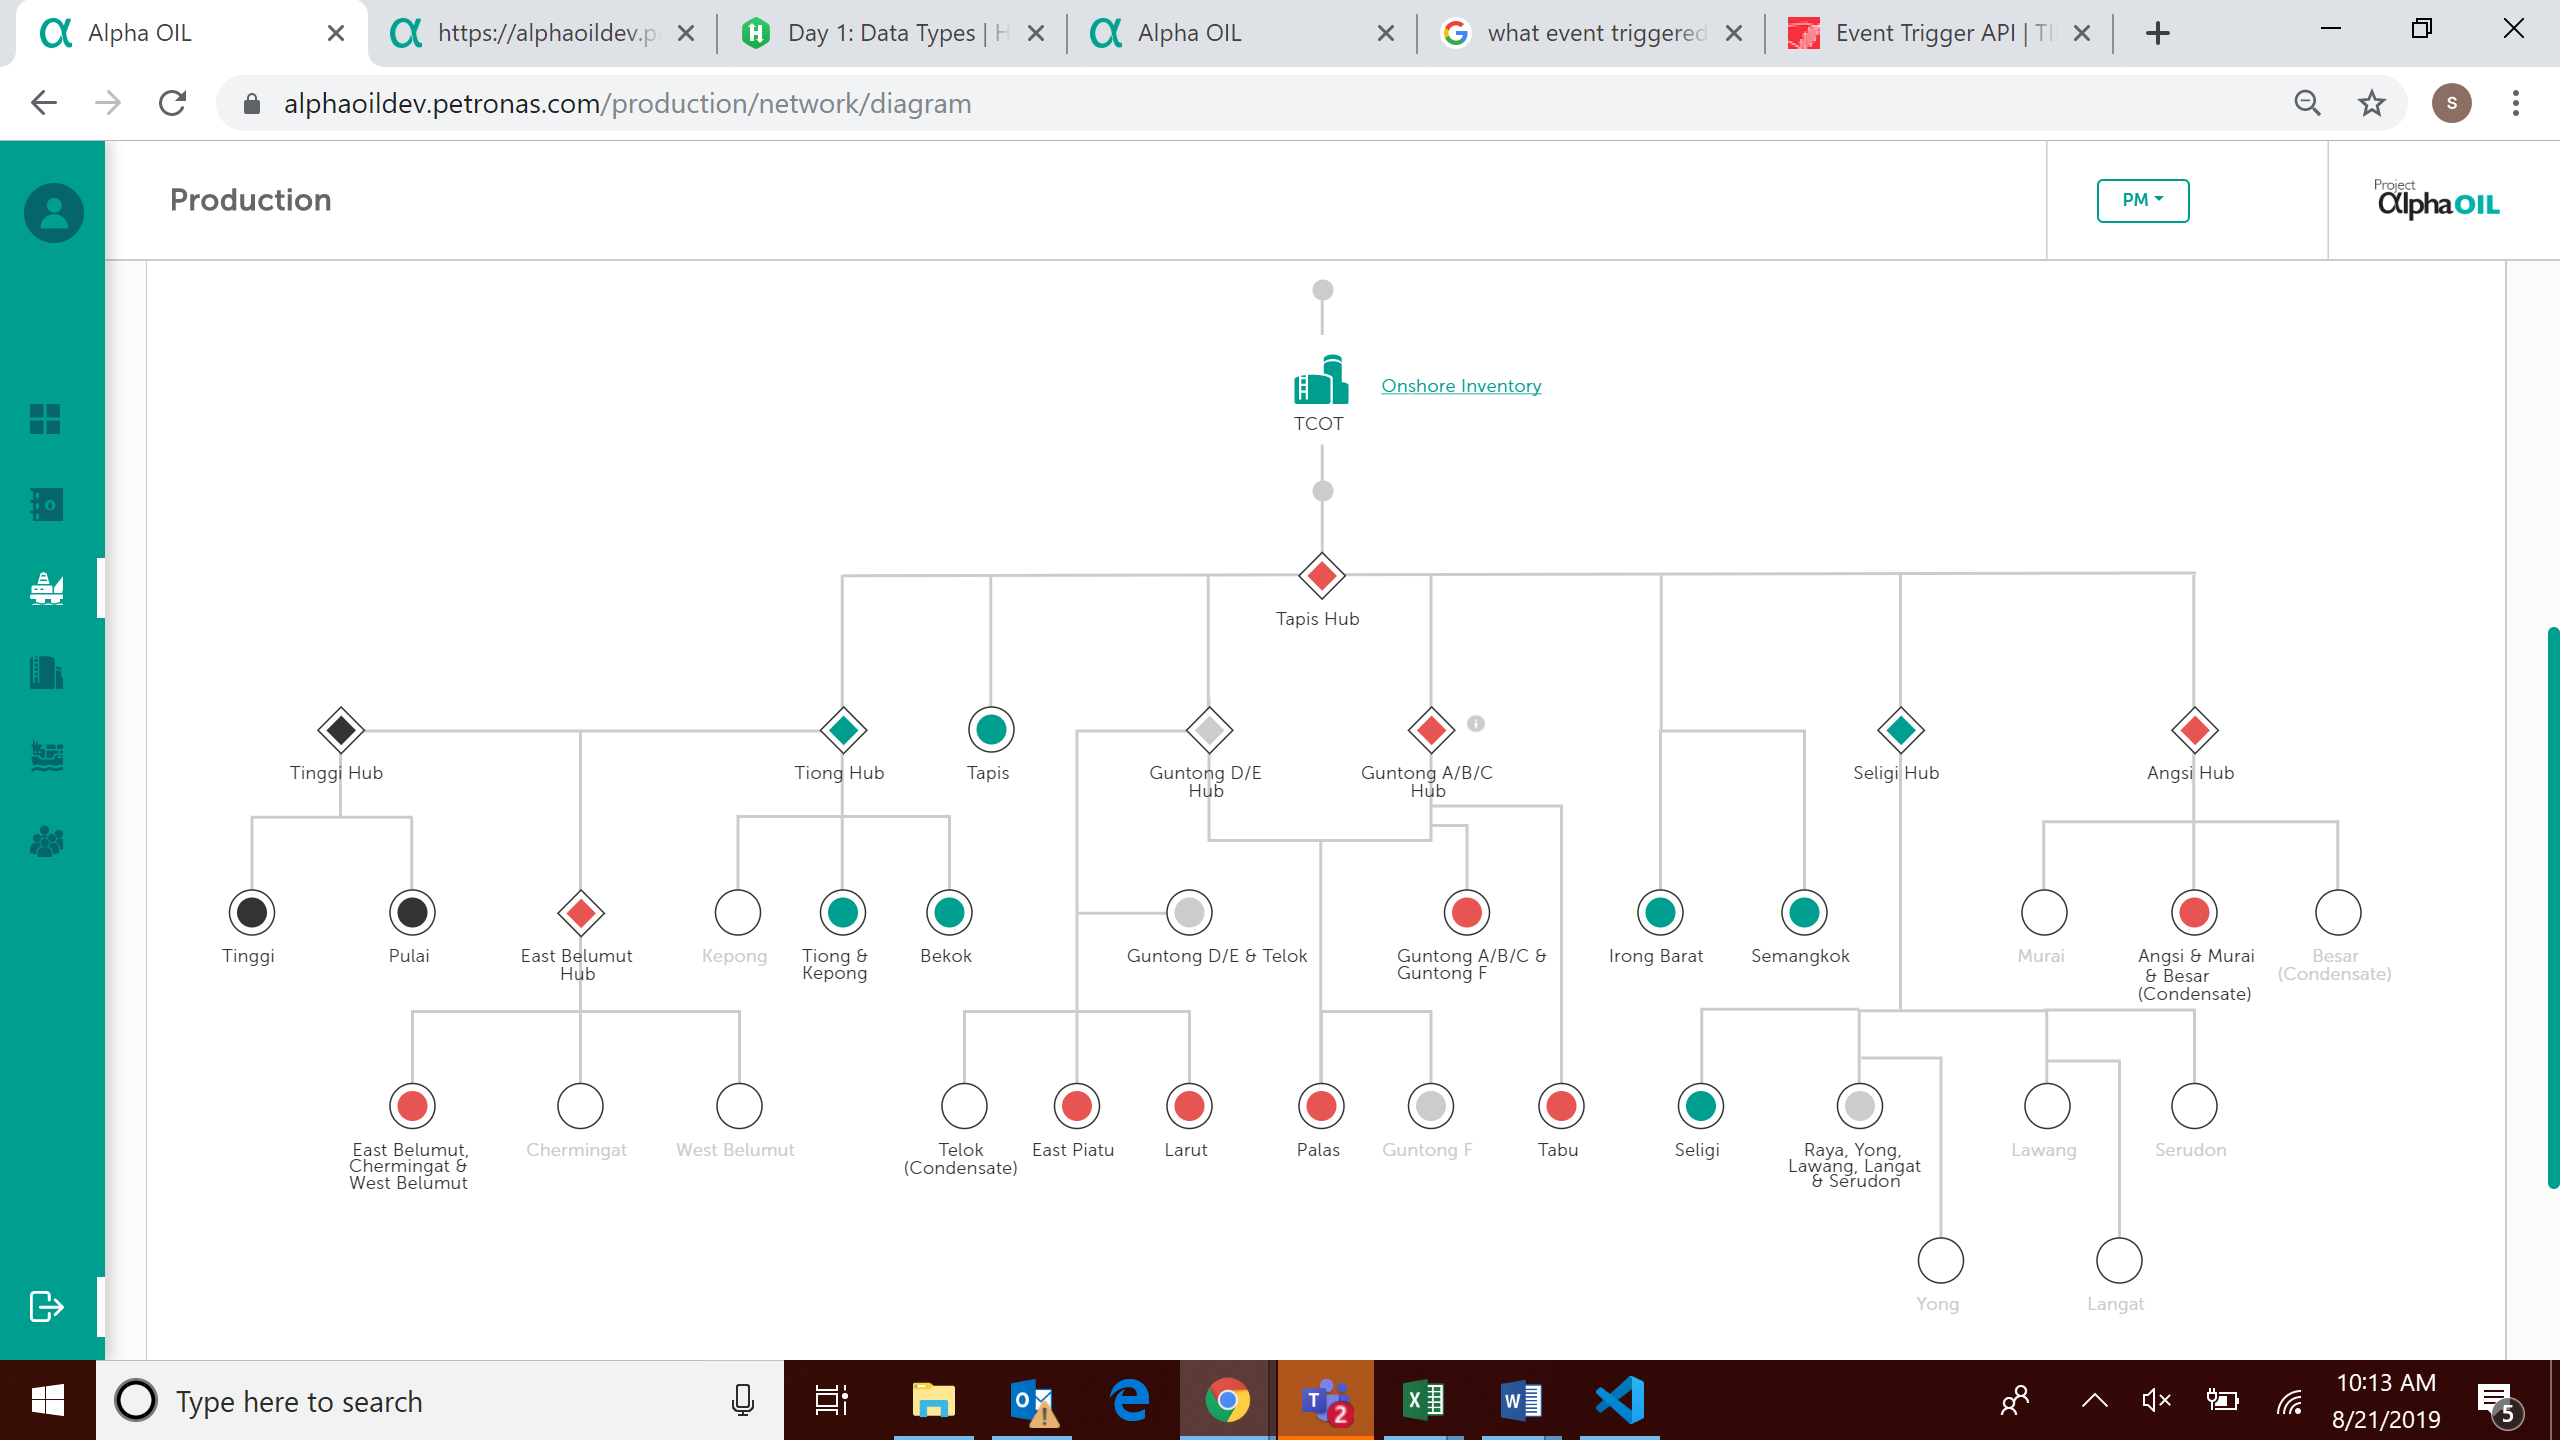 Alpha OIL
https://alphaoildev.p
Day 1: Data Types | H
Alpha OIL
what event triggered
Event Trigger API | TI
alphaoildev.petronas.com/production/network/diagram
S
Production
PM
Project
αlphaOIL
TCOT
Onshore Inventory
Tapis Hub
Tinggi Hub
Tiong Hub
Tapis
Guntong D/E
Hub
Guntong A/B/C
Hub
Seligi Hub
Angsi Hub
Tinggi
Pulai
East Belumut
Hub
Kepong
Tiong &
Kepong
Bekok
Guntong D/E & Telok
Guntong A/B/C &
Guntong F
Irong Barat
Semangkok
Murai
Angsi & Murai
& Besar
(Condensate)
Besar
(Condensate)
East Belumut,
Chermingat &
West Belumut
Chermingat
West Belumut
Telok
(Condensate)
East Piatu
Larut
Palas
Guntong F
Tabu
Seligi
Raya, Yong,
Lawang, Langat
& Serudon
Lawang
Serudon
Yong
Langat
Type here to search
2
10:13 AM
8/21/2019
5